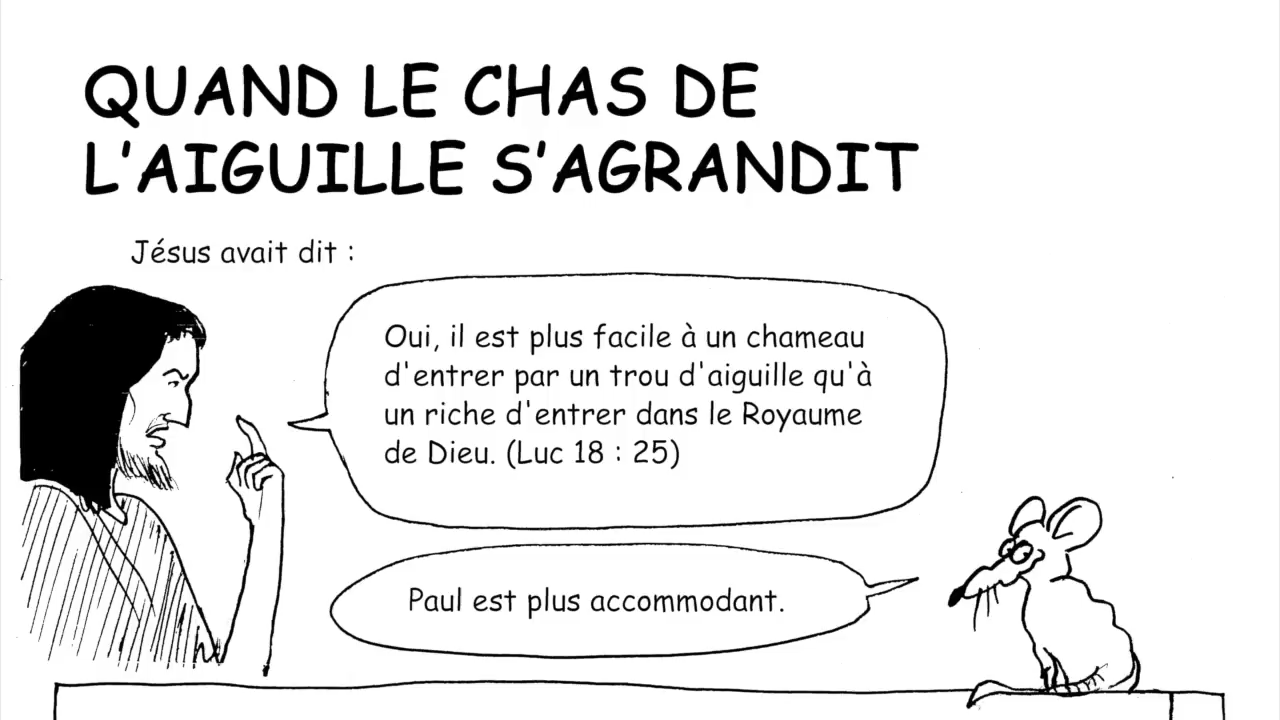 QUAND LE CHAS DE
L'AIGUILLE S'AGRANDIT
Jésus avait dit :
Oui, il est plus facile à un chameau
d'entrer par un trou d'aiguille qu'à
un riche d'entrer dans le Royaume
de Dieu. (Luc 18 : 25)
Paul est plus accommodant.